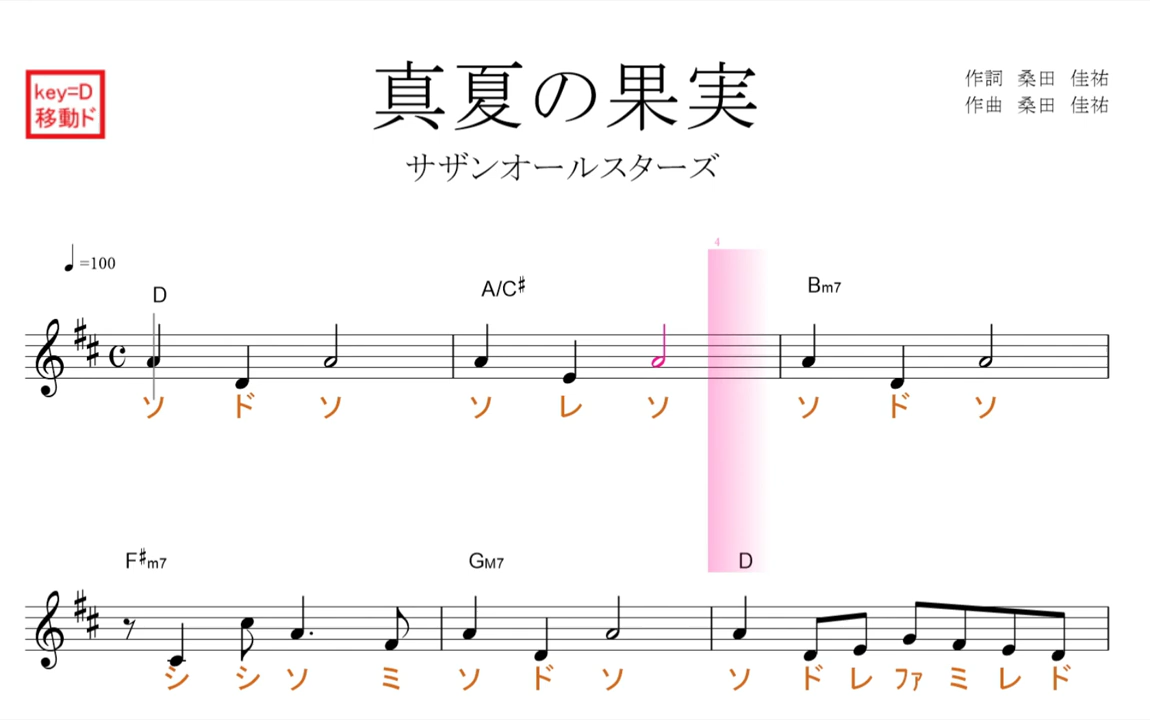 key=D
移動ド
真夏の果実
サザンオールスターズ
作詞 桑田 佳祐
作曲 桑田 佳祐
=100
4
D A/C♯ Bm7
ソ ド ソ ソ レ ソ ソ ド ソ
F♯m7 GM7 D
シ シ ソ ミ ソ ド ソ ソ ド レ ファ ミ レ ド